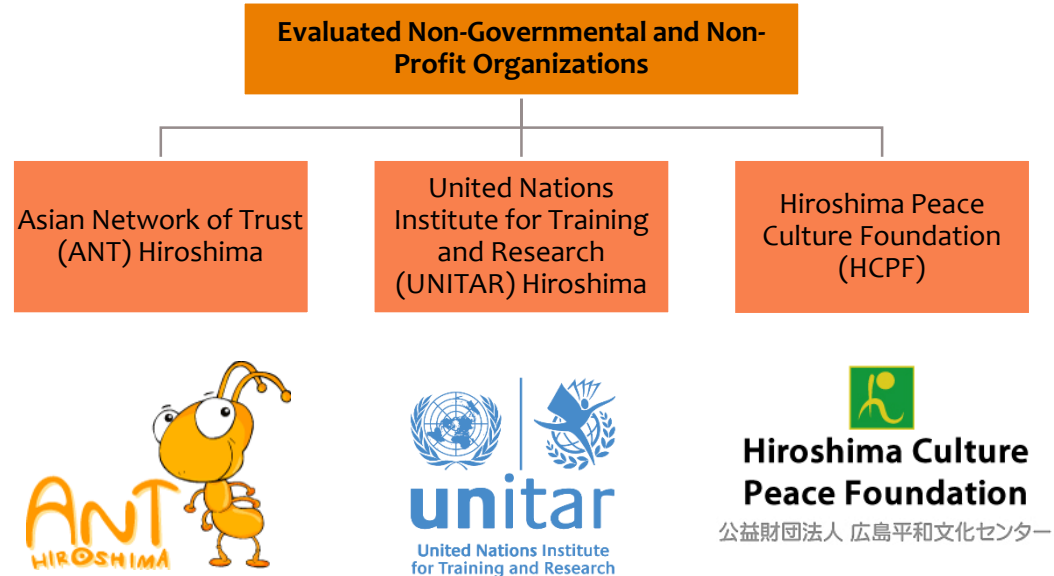 Evaluated Non-Governmental and Non-
Profit Organizations
Asian Network of Trust
(ANT) Hiroshima
United Nations
Institute for Training
and Research
(UNITAR) Hiroshima
Hiroshima Peace
Culture Foundation
(HCPF)
ANT
HIROSHIMA
unitar
United Nations Institute
for Training and Research
Hiroshima Culture
Peace Foundation
公益財団法人 広島平和文化センター